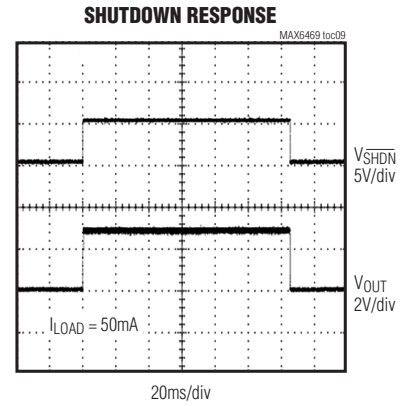 SHUTDOWN RESPONSE
MAX6469 toc09
VSHDN
5V/div
VOUT
2V/div
ILOAD = 50mA
20ms/div